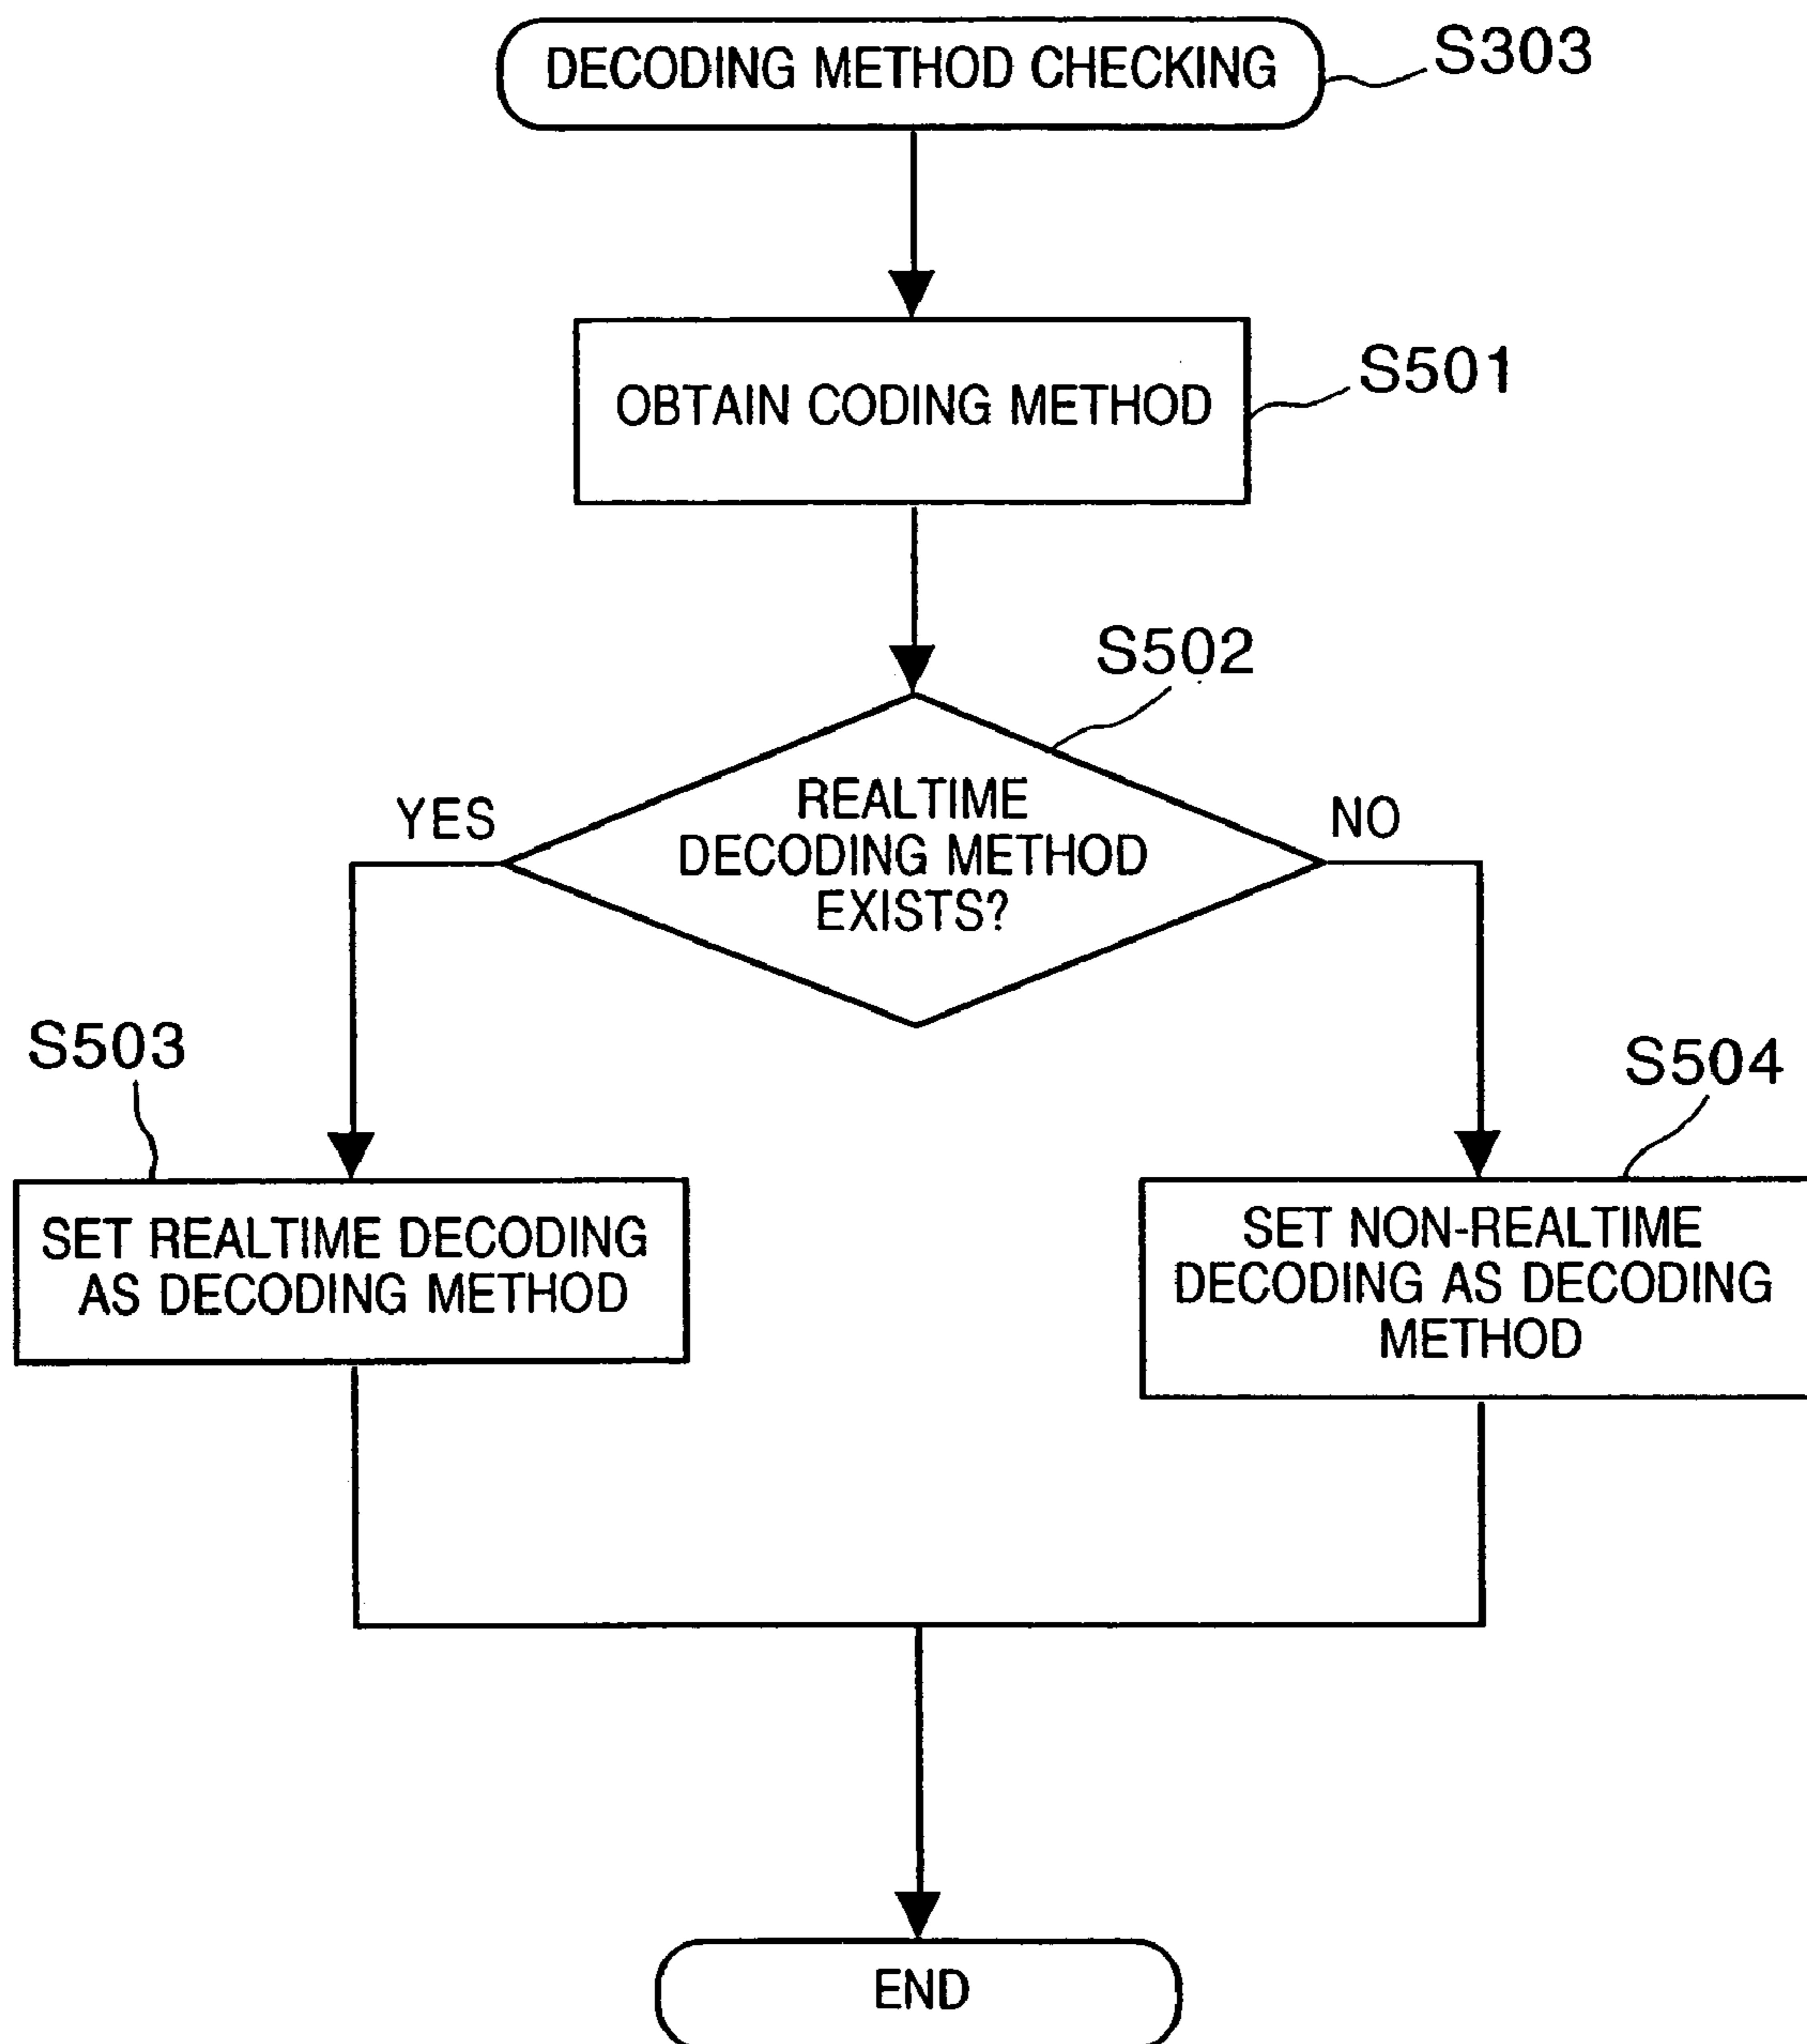 DECODING METHOD CHECKING
S303
OBTAIN CODING METHOD
S501
S502
REALTIME
DECODING METHOD
EXISTS?
YES
NO
S503
S504
SET REALTIME DECODING
AS DECODING METHOD
SET NON-REALTIME
DECODING AS DECODING
METHOD
END